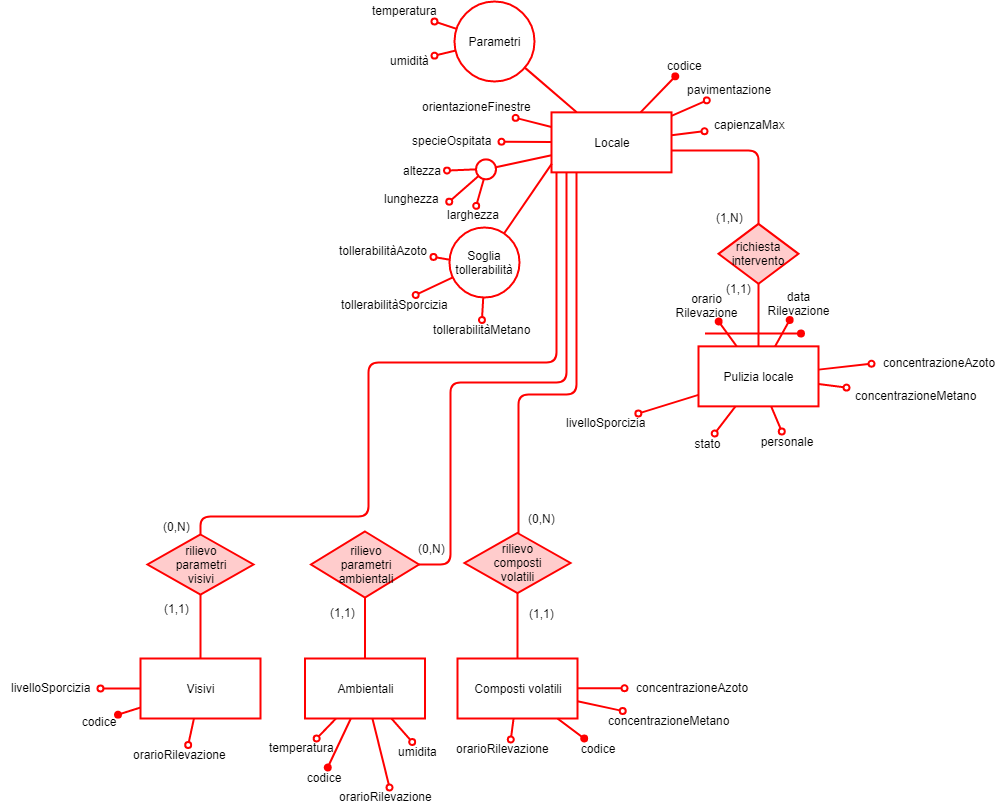 temperatura
Parametri
umidità
codice
pavimentazione
orientazioneFinestre
capienzaMax
specieOspitata
Locale
altezza
lunghezza
larghezza
(1,N)
tollerabilitàAzoto
Soglia
tollerabilità
richiesta
intervento
tollerabilitàSporcizia
(1,1)
orario
Rilevazione
data
Rilevazione
tollerabilitàMetano
concentrazioneAzoto
Pulizia locale
concentrazioneMetano
livelloSporcizia
stato
personale
(0,N)
(0,N)
(0,N)
rilievo
parametri
visivi
rilievo
parametri
ambientali
rilievo
composti
volatili
(1,1)
(1,1)
(1,1)
livelloSporcizia
Visivi
Ambientali
Composti volatili
concentrazioneAzoto
codice
concentrazioneMetano
orarioRilevazione
temperatura
umidita
orarioRilevazione
codice
codice
orarioRilevazione